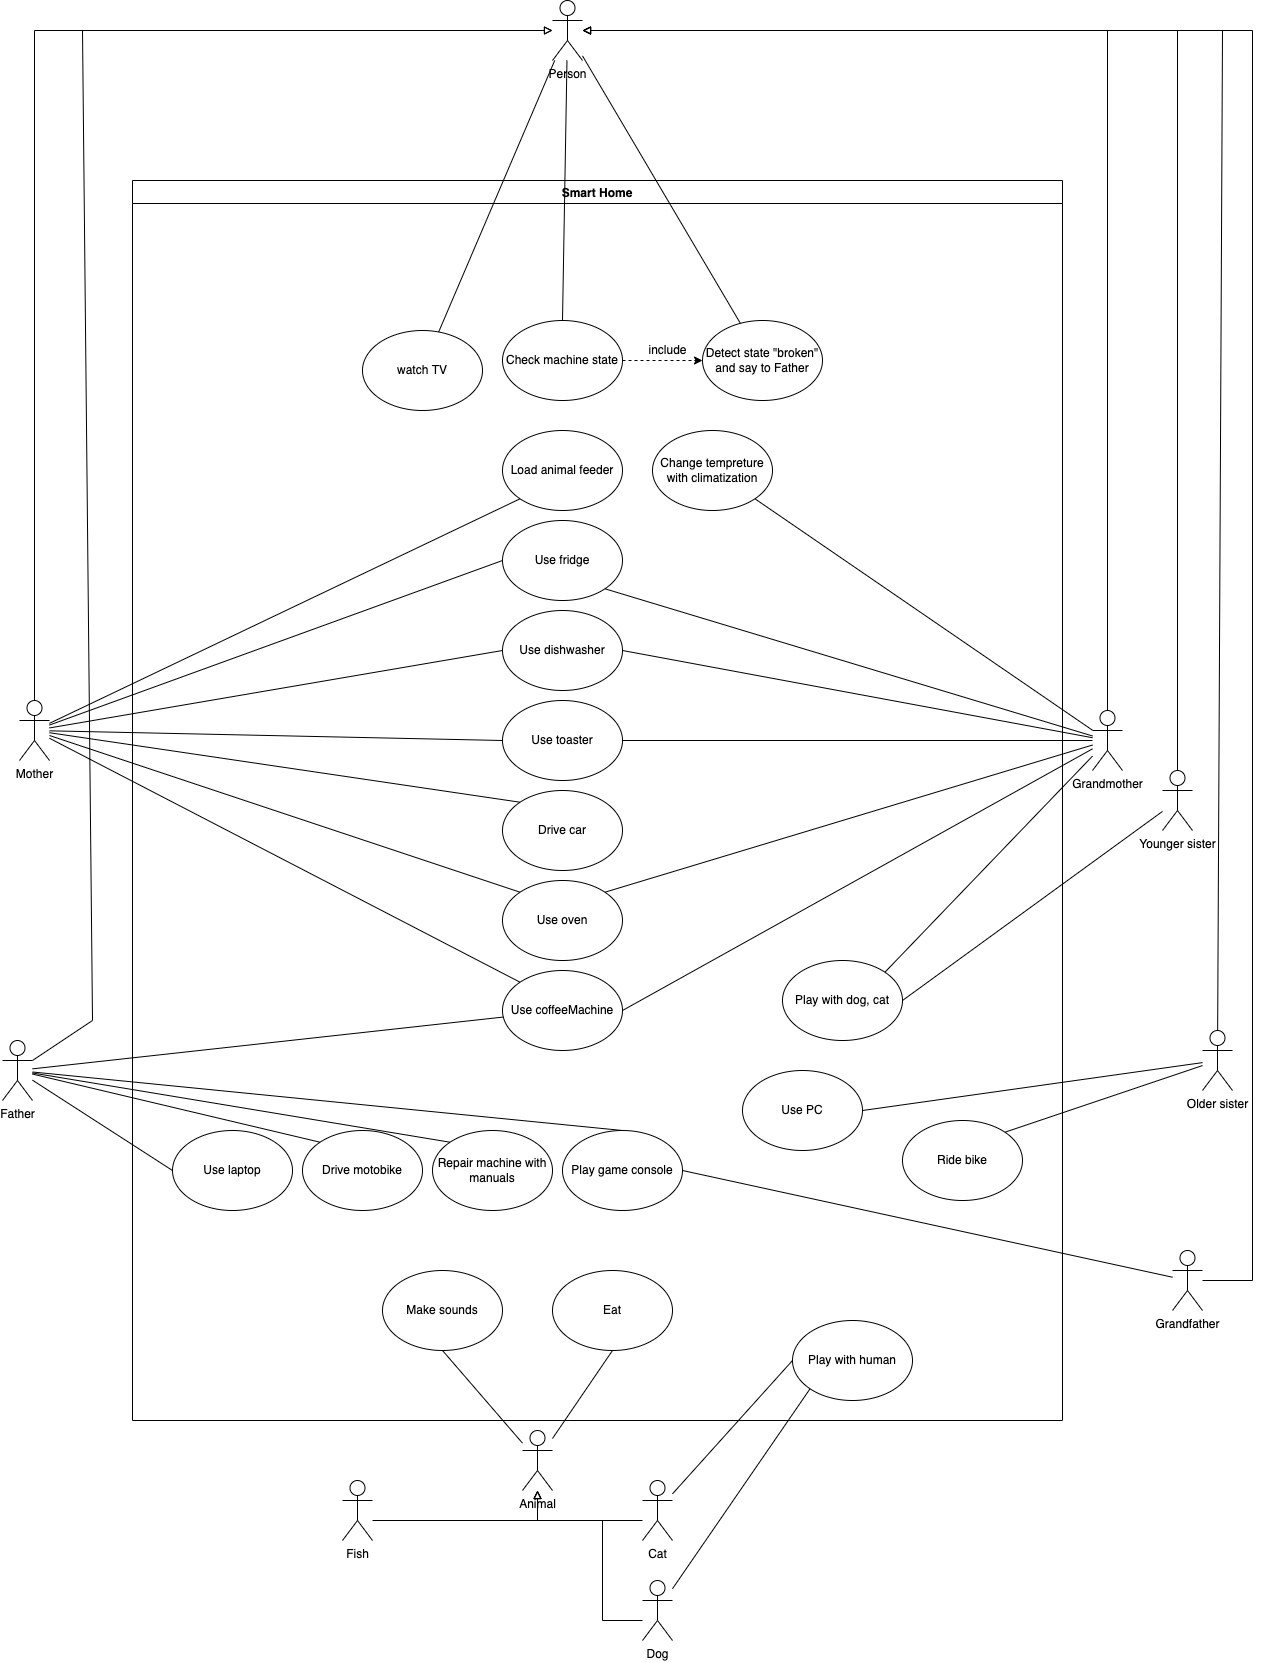 Person
Smart Home
watch TV
Check machine state
include
Detect state "broken"
and say to Father
Load animal feeder
Change tempreture
with climatization
Use fridge
Use dishwasher
Use toaster
Mother
Grandmother
Drive car
Younger sister
Use oven
Use coffeeMachine
Play with dog, cat
Father
Use PC
Older sister
Use laptop
Drive motobike
Repair machine with
manuals
Play game console
Ride bike
Make sounds
Eat
Grandfather
Play with human
Animal
Fish
Cat
Dog